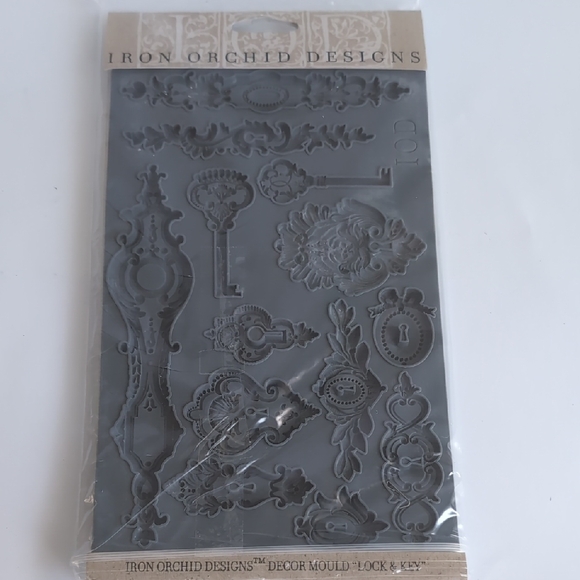 IRON ORCHID DESIGNS
IOD
IRON ORCHID DESIGNS™ DECOR MOULD "LOCK & KEY"